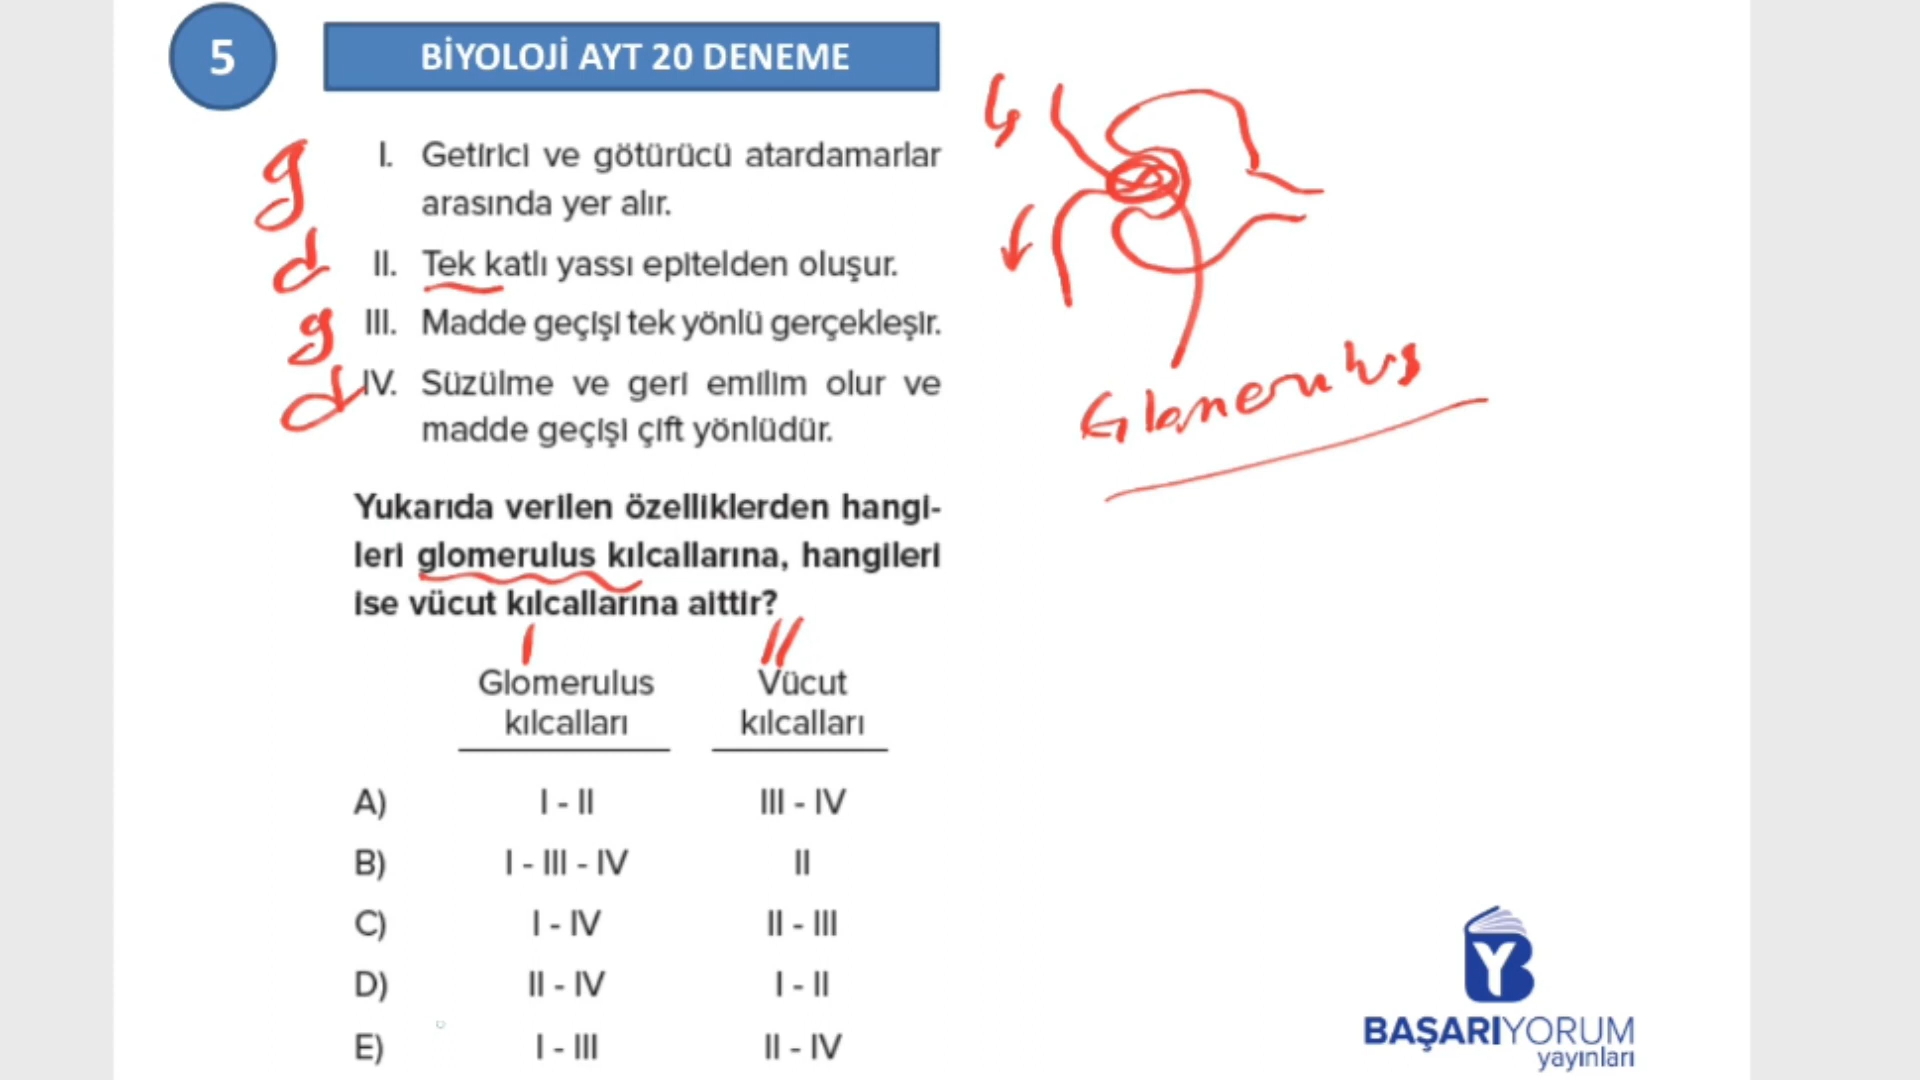 5
BİYOLOJİ AYT 20 DENEME
g I. Getirici ve götürücü atardamarlar
arasında yer alır.
d II. Tek katlı yassı epitelden oluşur.
g III. Madde geçişi tek yönlü gerçekleşir.
d IV. Süzülme ve geri emilim olur ve
madde geçişi çift yönlüdür.
Glomerulus
Yukarıda verilen özelliklerden hangi-
leri glomerulus kılcallarına, hangileri
ise vücut kılcallarına aittir?
I II
Glomerulus Vücut
kılcalları kılcalları
A) I - II III - IV
B) I - III - IV II
C) I - IV II - III
D) II - IV I - II
E) I - III II - IV
BAŞARIYORUM
yayınları